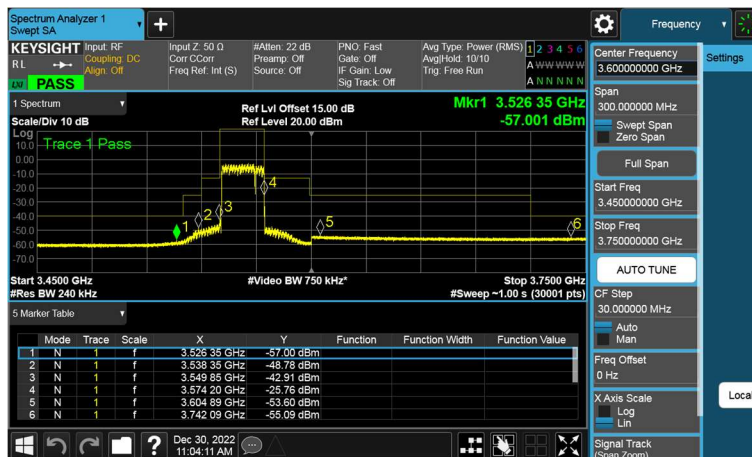 Spectrum Analyzer 1
Swept SA
Frequency
KEYSIGHT
Input: RF
Coupling: DC
Align: Off
Input Z: 50 Ω
Corr CCorr
Freq Ref: Int (S)
#Atten: 22 dB
Preamp: Off
Source: Off
PNO: Fast
Gate: Off
IF Gain: Low
Sig Track: Off
Avg Type: Power (RMS)
Avg|Hold: 10/10
Trig: Free Run
1 2 3 4 5 6
A W W W W W
A N N N N N
R L
LXI PASS
1 Spectrum
Scale/Div 10 dB
Ref Lvl Offset 15.00 dB
Ref Level 20.00 dBm
Mkr1 3.526 35 GHz
-57.001 dBm
Log
Trace 1 Pass
10.0
0.00
-10.0
-20.0
-30.0
-40.0
-50.0
-60.0
-70.0
1
2
3
4
5
6
Start 3.4500 GHz
#Res BW 240 kHz
#Video BW 750 kHz*
Stop 3.7500 GHz
#Sweep ~1.00 s (30001 pts)
5 Marker Table
Mode Trace Scale X Y Function Function Width Function Value
1 N 1 f 3.526 35 GHz -57.00 dBm
2 N 1 f 3.538 35 GHz -48.78 dBm
3 N 1 f 3.549 85 GHz -42.91 dBm
4 N 1 f 3.574 20 GHz -25.76 dBm
5 N 1 f 3.604 89 GHz -53.60 dBm
6 N 1 f 3.742 09 GHz -55.09 dBm
Dec 30, 2022
11:04:11 AM
?
Center Frequency
3.600000000 GHz
Settings
Span
300.000000 MHz
Swept Span
Zero Span
Full Span
Start Freq
3.450000000 GHz
Stop Freq
3.750000000 GHz
AUTO TUNE
CF Step
30.000000 MHz
Auto
Man
Freq Offset
0 Hz
X Axis Scale
Log
Lin
Local
Signal Track
(Span Zoom)